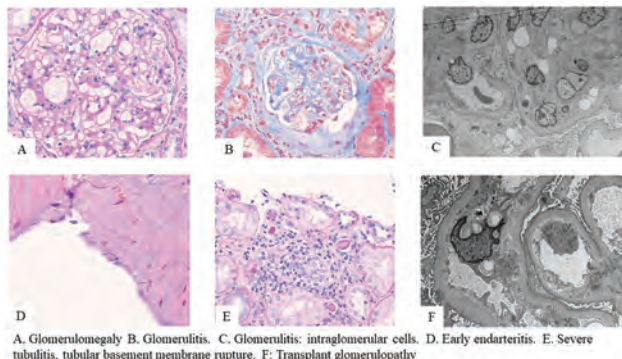 A
B
C
D
E
F
A. Glomerulomegaly B. Glomerulitis. C. Glomerulitis: intraglomerular cells. D. Early endarteritis. E. Severe
tubulitis, tubular basement membrane rupture. F: Transplant glomerulopathy